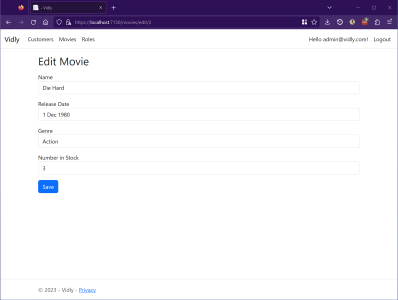 - Vidly
https://localhost:7130/movies/edit/2
Vidly Customers Movies Roles Hello admin@vidly.com! Logout
Edit Movie
Name
Die Hard
Release Date
1 Dec 1980
Genre
Action
Number in Stock
3
Save
© 2023 - Vidly - Privacy